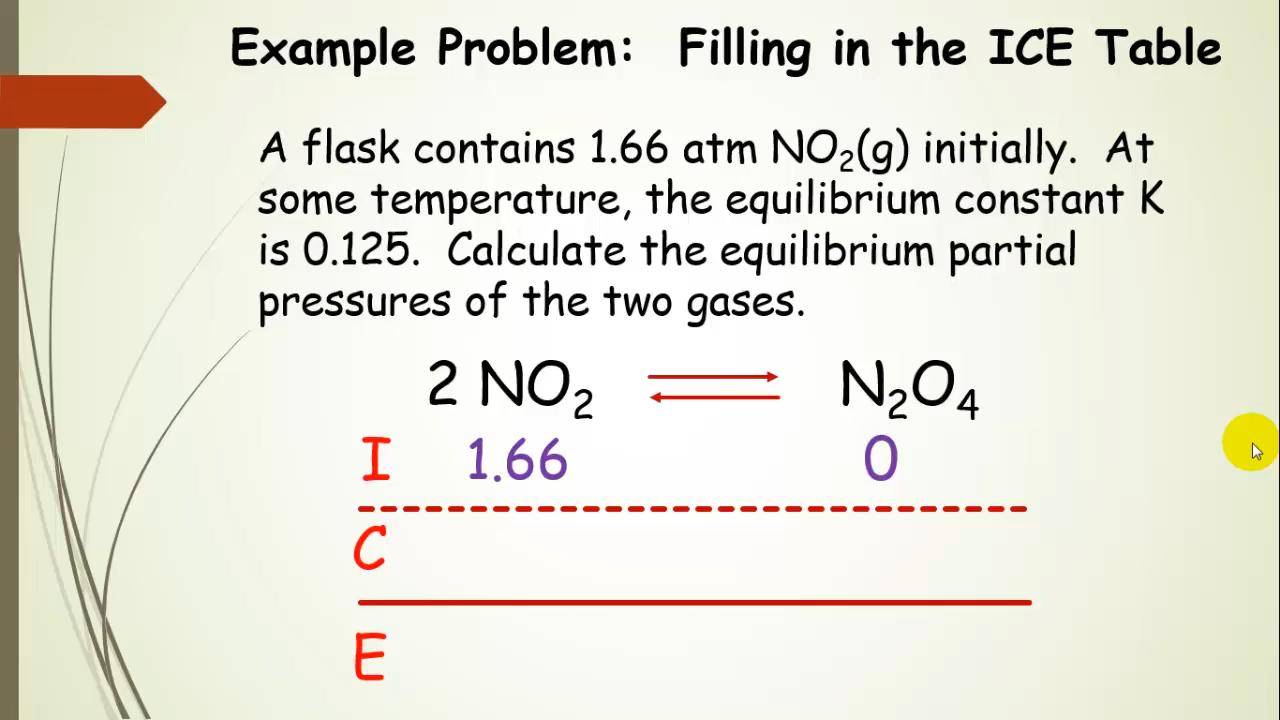 Example Problem:  Filling in the ICE Table
A flask contains 1.66 atm NO₂(g) initially.  At
some temperature, the equilibrium constant K
is 0.125.  Calculate the equilibrium partial
pressures of the two gases.
2 NO₂ ⇌ N₂O₄
I 1.66 0
C
E